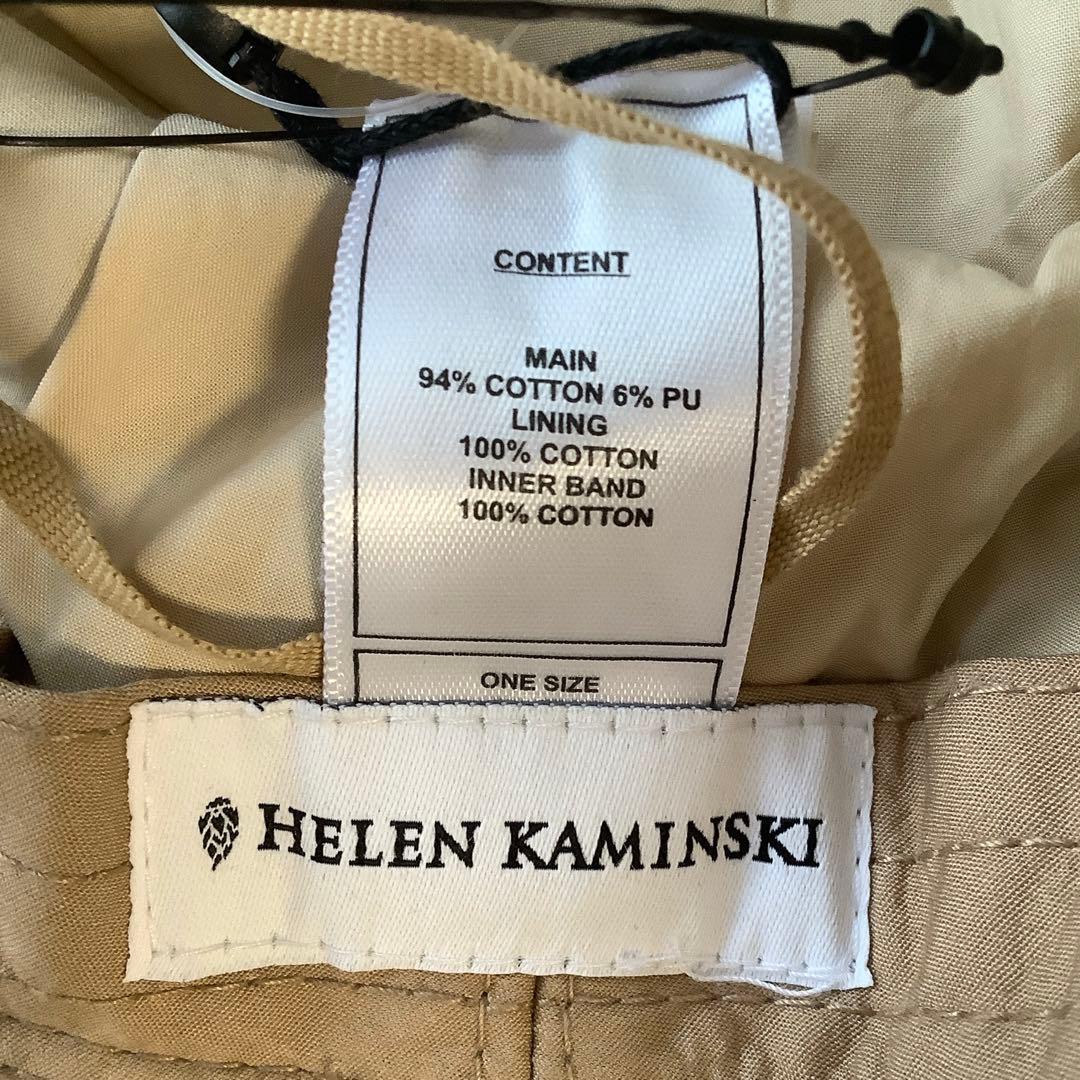 CONTENT
MAIN
94% COTTON 6% PU
LINING
100% COTTON
INNER BAND
100% COTTON
ONE SIZE
HELEN KAMINSKI